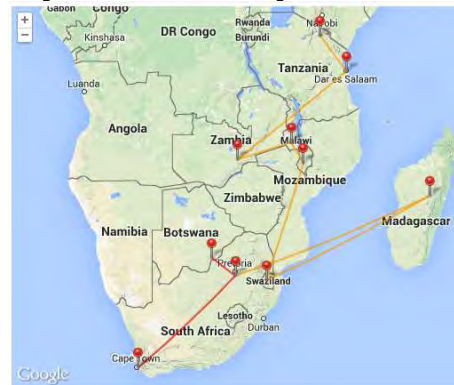 Gabon
Congo
Rwanda
Nairobi
Burundi
Kinshasa
DR Congo
+
-
Tanzania
Dar es Salaam
Luanda
Angola
Zambia
Malawi
Mozambique
Zimbabwe
Namibia
Botswana
Madagascar
Pretoria
Swaziland
Lesotho
Durban
South Africa
Cape Town
Google